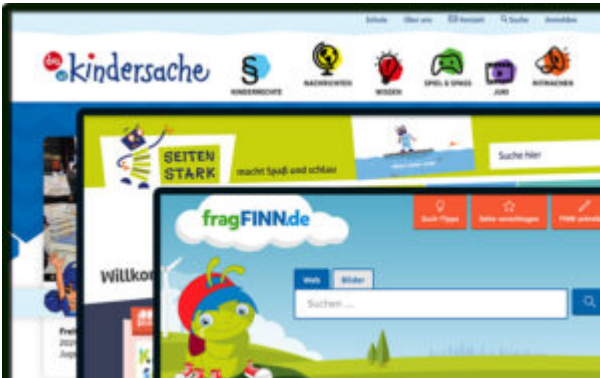 Schule Über uns Kontakt Suche Anmelden
kindersache
KINDERRECHTE NACHRICHTEN WISSEN SPIEL & SPASS JUKI MITMACHEN
SEITEN
STARK
macht Spaß und schlau
Suche hier
fragFINN.de
Such-Tipps Seite vorschlagen
Willko
Web Bilder
Suchen ...